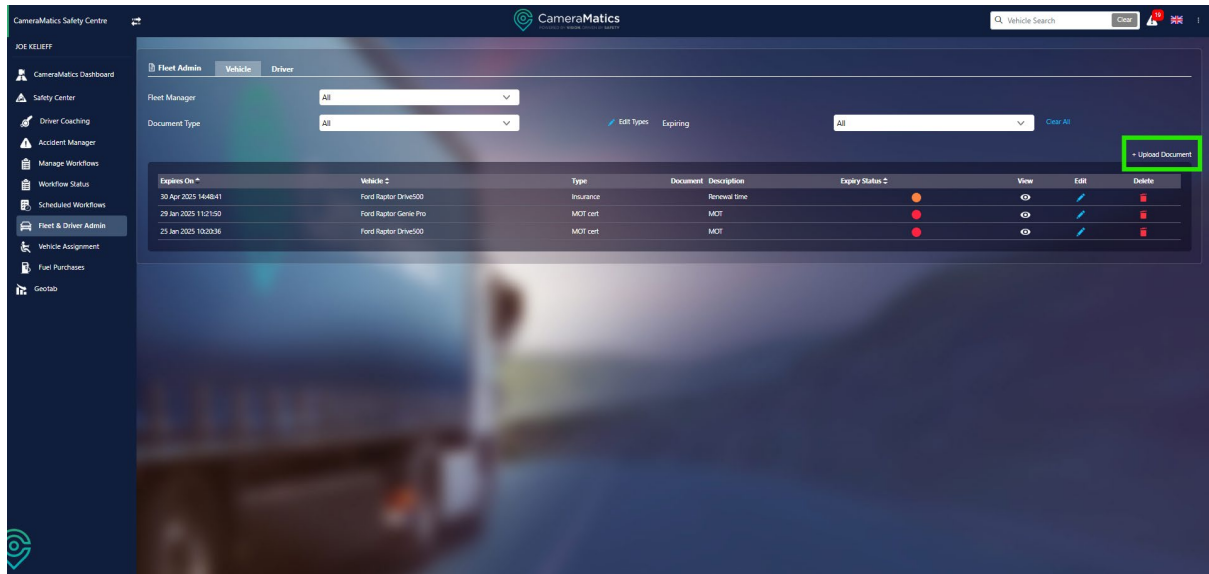 CameraMatics Safety Centre
CameraMatics
Vehicle Search
Clear
19
JOE KELIEFF
CameraMatics Dashboard
Safety Center
Driver Coaching
Accident Manager
Manage Workflows
Workflow Status
Scheduled Workflows
Fleet & Driver Admin
Vehicle Assignment
Fuel Purchases
Geotab
Fleet Admin Vehicle Driver
Fleet Manager All
Document Type All Edit Types Expiring All Clear All
+ Upload Document
Expires On Vehicle Type Document Description Expiry Status View Edit Delete
30 Apr 2025 14:48:41 Ford Raptor Drive500 Insurance Renewal time
29 Jan 2025 11:21:50 Ford Raptor Genie Pro MOT cert MOT
25 Jan 2025 10:20:36 Ford Raptor Drive500 MOT cert MOT